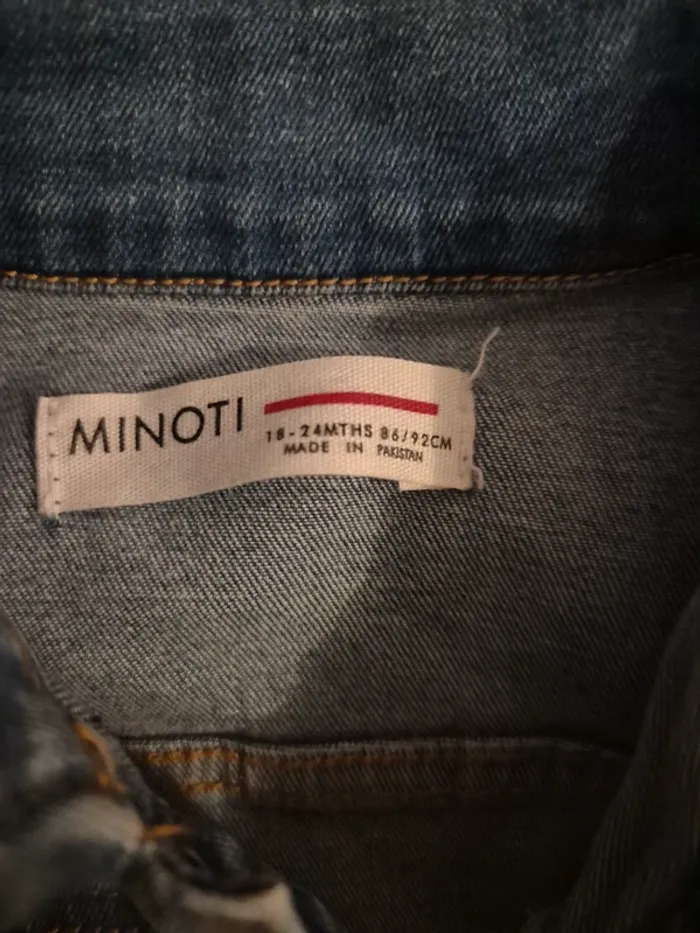 MINOTI
18-24MTHS 86/92CM
MADE IN PAKISTAN